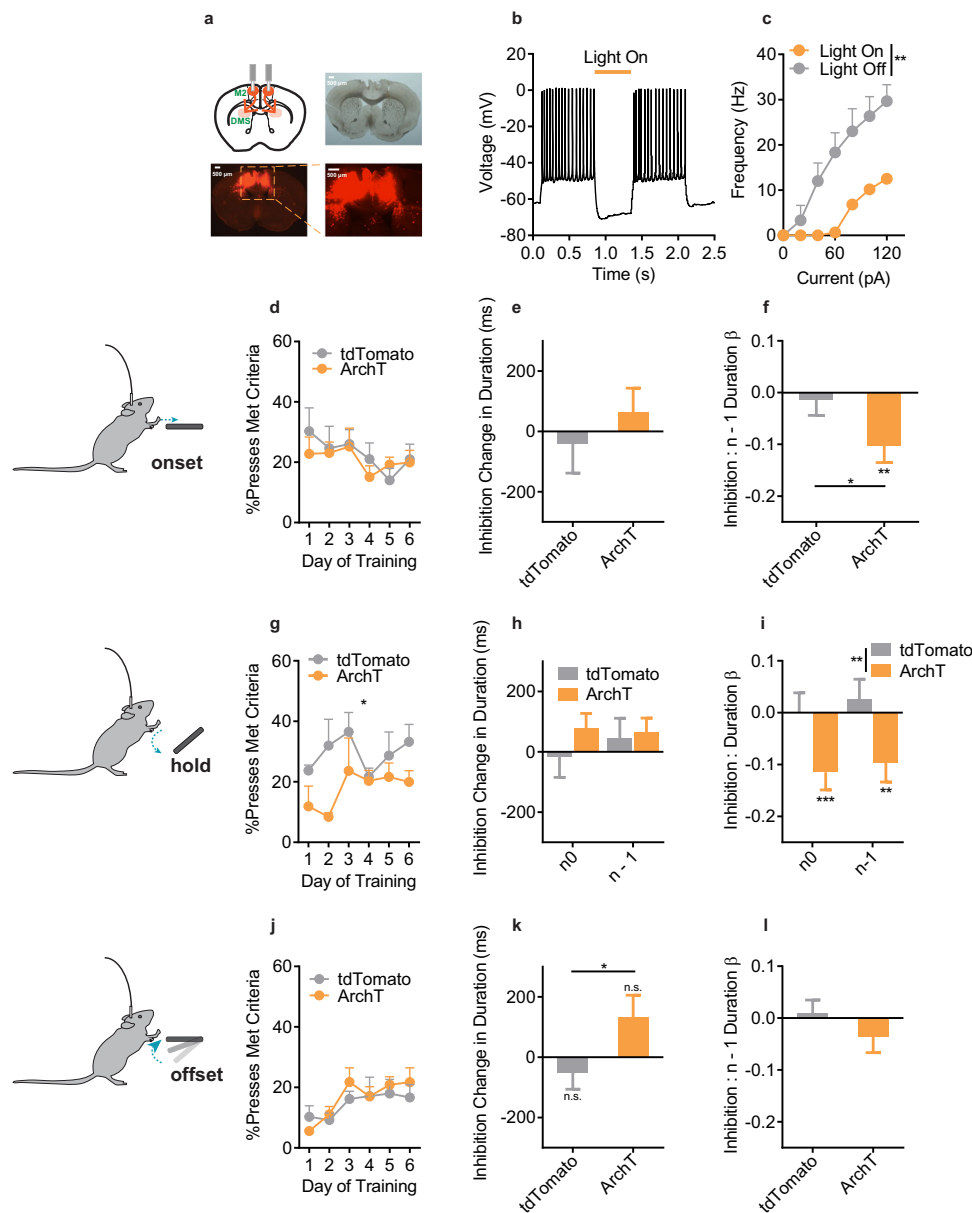 a
M2
DMS
500 µm
500 µm
500 µm
b
Light On
Voltage (mV)
20
0
-20
-40
-60
-80
0.0 0.5 1.0 1.5 2.0 2.5
Time (s)
c
Light On
Light Off
**
Frequency (Hz)
40
30
20
10
0
0 60 120
Current (pA)
onset
d
%Presses Met Criteria
60
40
20
0
tdTomato
ArchT
1 2 3 4 5 6
Day of Training
e
Inhibition Change in Duration (ms)
200
0
-200
tdTomato
ArchT
f
Inhibition : n - 1 Duration β
0.1
0.0
-0.1
-0.2
**
*
tdTomato
ArchT
hold
g
%Presses Met Criteria
60
40
20
0
tdTomato
ArchT
*
1 2 3 4 5 6
Day of Training
h
Inhibition Change in Duration (ms)
200
0
-200
tdTomato
ArchT
n0
n - 1
i
Inhibition : Duration β
0.1
0.0
-0.1
-0.2
**
tdTomato
ArchT
***
**
n0
n-1
offset
j
%Presses Met Criteria
60
40
20
0
tdTomato
ArchT
1 2 3 4 5 6
Day of Training
k
Inhibition Change in Duration (ms)
200
0
-200
*
n.s.
n.s.
tdTomato
ArchT
l
Inhibition : n - 1 Duration β
0.1
0.0
-0.1
-0.2
tdTomato
ArchT